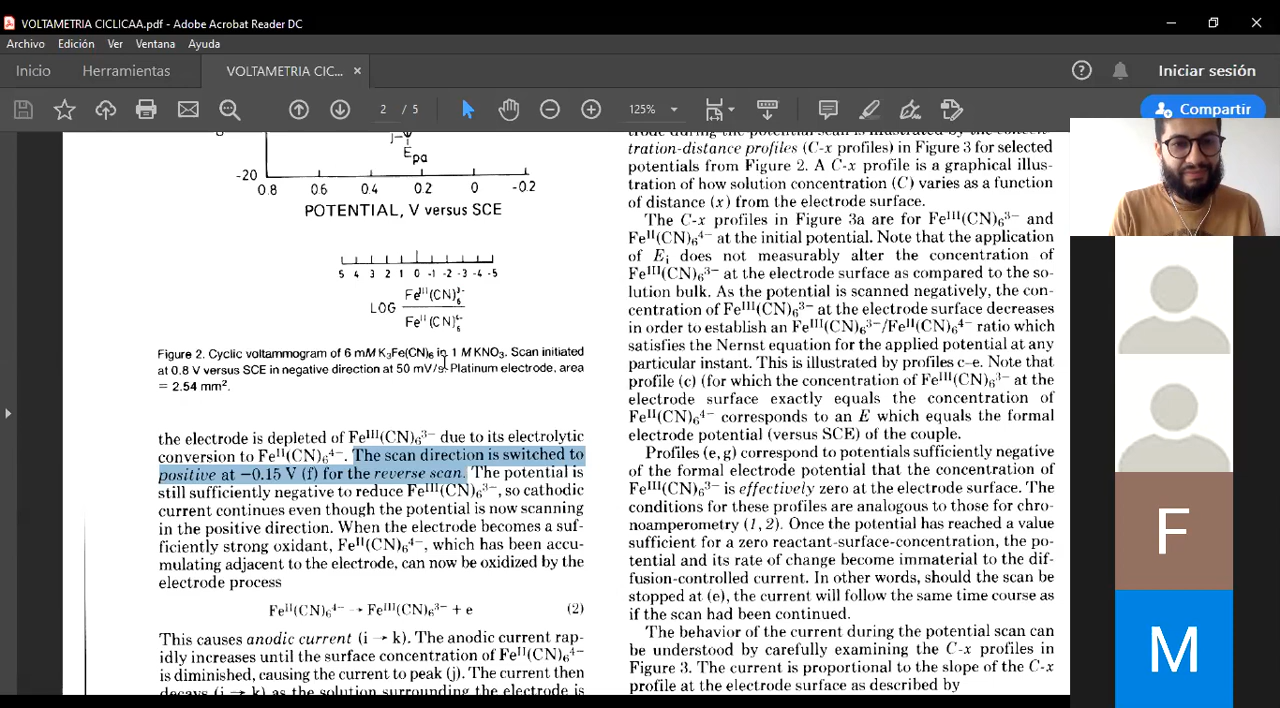 VOLTAMETRIA CICLICAA.pdf - Adobe Acrobat Reader DC
Archivo Edición Ver Ventana Ayuda
Inicio Herramientas VOLTAMETRIA CIC... × Iniciar sesión
2 / 5 125% Compartir
j
E pa
-20
0.8 0.6 0.4 0.2 0 -0.2
POTENTIAL, V versus SCE
5 4 3 2 1 0 -1 -2 -3 -4 -5
LOG Fe^III(CN)6^3-
Fe^II(CN)6^4-
Figure 2. Cyclic voltammogram of 6 mM K3Fe(CN)6 in 1 M KNO3. Scan initiated
at 0.8 V versus SCE in negative direction at 50 mV/s. Platinum electrode, area
= 2.54 mm².
the electrode is depleted of Fe^III(CN)6^3− due to its electrolytic
conversion to Fe^II(CN)6^4−. The scan direction is switched to
positive at −0.15 V (f) for the reverse scan. The potential is
still sufficiently negative to reduce Fe^III(CN)6^3−, so cathodic
current continues even though the potential is now scanning
in the positive direction. When the electrode becomes a suf-
ficiently strong oxidant, Fe^II(CN)6^4−, which has been accu-
mulating adjacent to the electrode, can now be oxidized by the
electrode process
Fe^II(CN)6^4− → Fe^III(CN)6^3− + e (2)
This causes anodic current (i → k). The anodic current rap-
idly increases until the surface concentration of Fe^II(CN)6^4−
is diminished, causing the current to peak (j). The current then
decays (j → k) as the solution surrounding the electrode is
trode during the potential scan is illustrated by the concen-
tration-distance profiles (C-x profiles) in Figure 3 for selected
potentials from Figure 2. A C-x profile is a graphical illus-
tration of how solution concentration (C) varies as a function
of distance (x) from the electrode surface.
The C-x profiles in Figure 3a are for Fe^III(CN)6^3− and
Fe^II(CN)6^4− at the initial potential. Note that the application
of Ei does not measurably alter the concentration of
Fe^III(CN)6^3− at the electrode surface as compared to the so-
lution bulk. As the potential is scanned negatively, the con-
centration of Fe^III(CN)6^3− at the electrode surface decreases
in order to establish an Fe^III(CN)6^3−/Fe^II(CN)6^4− ratio which
satisfies the Nernst equation for the applied potential at any
particular instant. This is illustrated by profiles c–e. Note that
profile (c) (for which the concentration of Fe^III(CN)6^3− at the
electrode surface exactly equals the concentration of
Fe^II(CN)6^4− corresponds to an E which equals the formal
electrode potential (versus SCE) of the couple.
Profiles (e, g) correspond to potentials sufficiently negative
of the formal electrode potential that the concentration of
Fe^III(CN)6^3− is effectively zero at the electrode surface. The
conditions for these profiles are analogous to those for chro-
noamperometry (1, 2). Once the potential has reached a value
sufficient for a zero reactant-surface-concentration, the po-
tential and its rate of change become immaterial to the dif-
fusion-controlled current. In other words, should the scan be
stopped at (e), the current will follow the same time course as
if the scan had been continued.
The behavior of the current during the potential scan can
be understood by carefully examining the C-x profiles in
Figure 3. The current is proportional to the slope of the C-x
profile at the electrode surface as described by
F
M